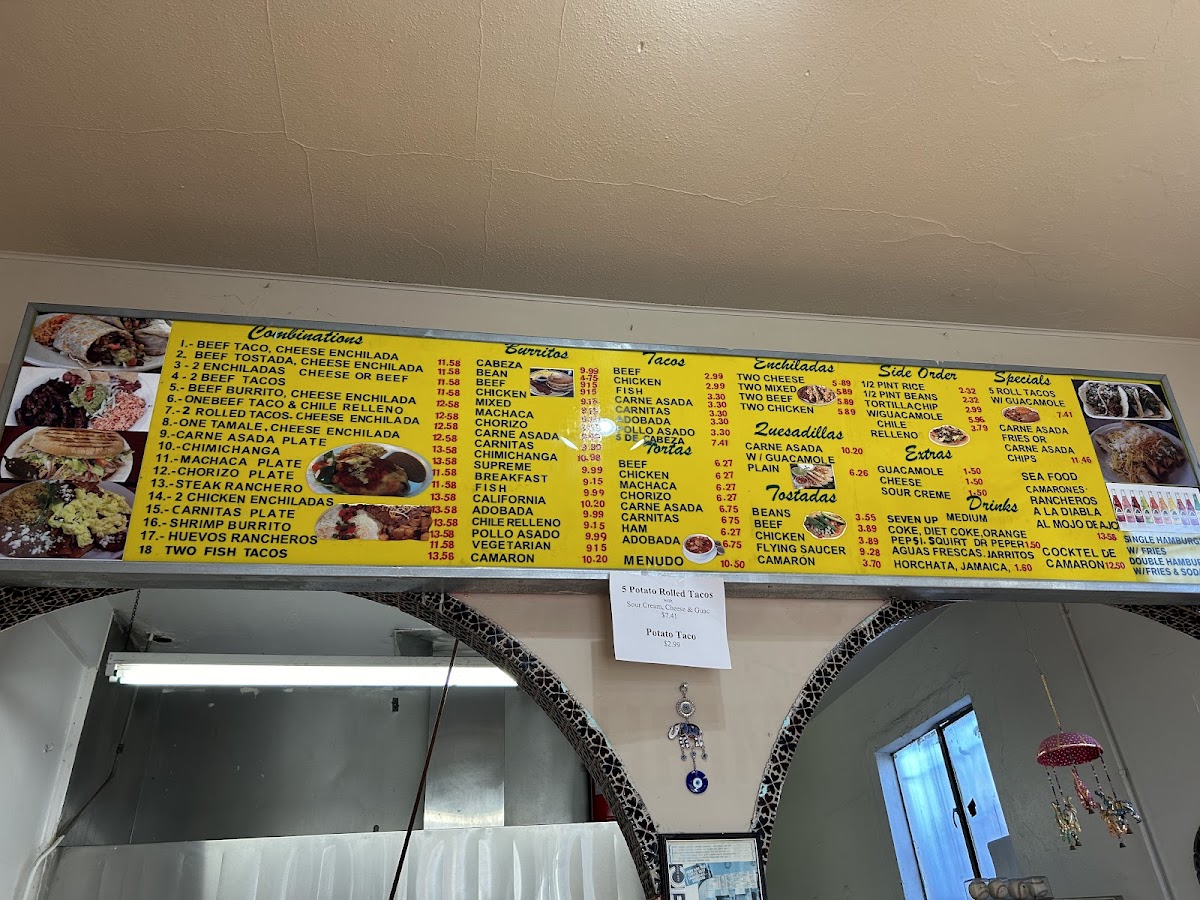 Combinations
1.- BEEF TACO, CHEESE ENCHILADA
2. BEEF TOSTADA, CHEESE ENCHILADA 11.58
3 - 2 ENCHILADAS CHEESE OR BEEF 11.58
4 - 2 BEEF TACOS 11.58
5.- BEEF BURRITO, CHEESE ENCHILADA 11.58
6.-ONEBEEF TACO & CHILE RELLENO 12.58
7.- 2 ROLLED TACOS. CHEESE ENCHILADA 12.58
8.-ONE TAMALE, CHEESE ENCHILADA 11.58
9.-CARNE ASADA PLATE 12.58
10.-CHIMICHANGA 13.58
11.- MACHACA PLATE 13.58
12.-CHORIZO PLATE 11.58
13.-STEAK RANCHERO 11.58
14.- 2 CHICKEN ENCHILADAS 13.58
15.- CARNITAS PLATE 13.58
16.- SHRIMP BURRITO 13.58
17.- HUEVOS RANCHEROS 11.58
18 TWO FISH TACOS 13.58
Burritos
CABEZA 9.99
BEAN 4-75
BEEF 915
CHICKEN
MIXED
MACHACA
CHORIZO
CARNE ASADA
CARNITAS
CHIMICHANGA 10-98
SUPREME 9.99
BREAKFAST 9.15
FISH 9.99
CALIFORNIA 10.20
ADOBADA 9.99
CHILE RELLENO 9.15
POLLO ASADO 9.99
VEGETARIAN 915
CAMARON 10.20
Tacos
BEEF 2.99
CHICKEN 2.99
FISH 3.30
CARNE ASADA 3.30
CARNITAS 3.30
ADOBADA 3.30
POLLO ASADO 3.30
5 DE CABEZA 7.41
Tortas
BEEF 6.27
CHICKEN 6.27
MACHACA 6.27
CHORIZO 6.27
CARNE ASADA 6.75
CARNITAS 6.75
HAM 6.27
ADOBADA 6-75
MENUDO 10-50
Enchiladas
TWO CHEESE 5-89
TWO MIXESE 5-89
TWO BEEF 5.89
TWO CHICKEN 5.89
Quesadillas
CARNE ASADA
W / GUACAMOLE 10.20
PLAIN 6.26
Tostadas
BEANS 3.55
BEEF 3.89
CHICKEN 3.89
FLYING SAUCER 9.28
CAMARÓN 3.70
Side Order
1/2 PINT RICE 2-32
1/2 PINT BEANS 2.32
TORTILLA CHIP 2.99
W/GUACAMOLE 5.96
CHILE 3.79
RELLENO
Extras
GUACAMOLE 1-50
CHEESE
SOUR CREME
Drinks
MEDIUM
SEVEN UP
COKE, DIET COKE, ORANGE
PEPSI. SQUIRT DR PEPER 1.50
AGUAS FRESCAS. JARRITOS
HORCHATA, JAMAICA, 1.60
Specials
5 ROLL TACOS
NI GUACAMOLE
7.41
CARNE ASADA
FRIES OR
CARNE ASADA
CHIPS 11.46
SEA FOOD
CAMARONES:
RANCHEROS
A LA DIABLA
AL MOJO DE AJO
13-58
COCKTEL DE
CAMARON 12.50
SINGLE HAMBURG
W/ FRIES
DOUBLE HAMBU
W/FRIES & SODA
5 Potato Rolled Tacos
with
Sour Cream, Cheese & Guac
$7.41
Potato Taco
$2.99